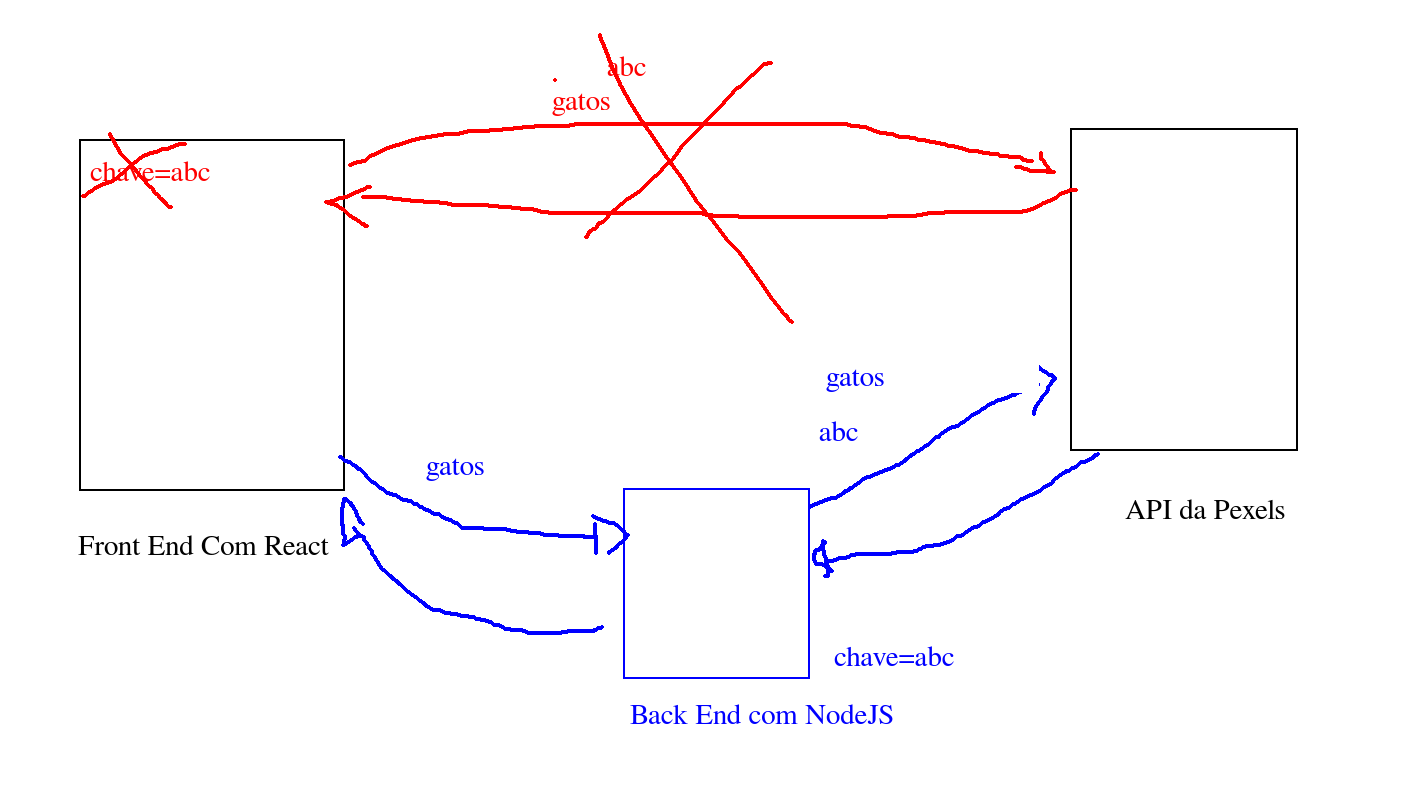 abc
gatos
chave=abc
gatos
abc
gatos
API da Pexels
Front End Com React
chave=abc
Back End com NodeJS